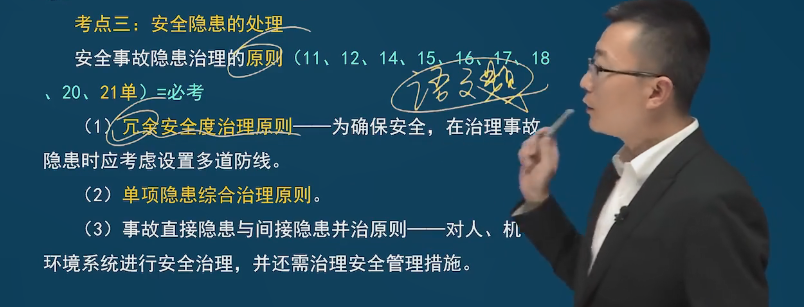 考点三：安全隐患的处理
安全事故隐患治理的原则（11、12、14、15、16、17、18
、20、21单）=必考
语文题
（1）冗余安全度治理原则——为确保安全，在治理事故
隐患时应考虑设置多道防线。
（2）单项隐患综合治理原则。
（3）事故直接隐患与间接隐患并治原则——对人、机
环境系统进行安全治理，并还需治理安全管理措施。